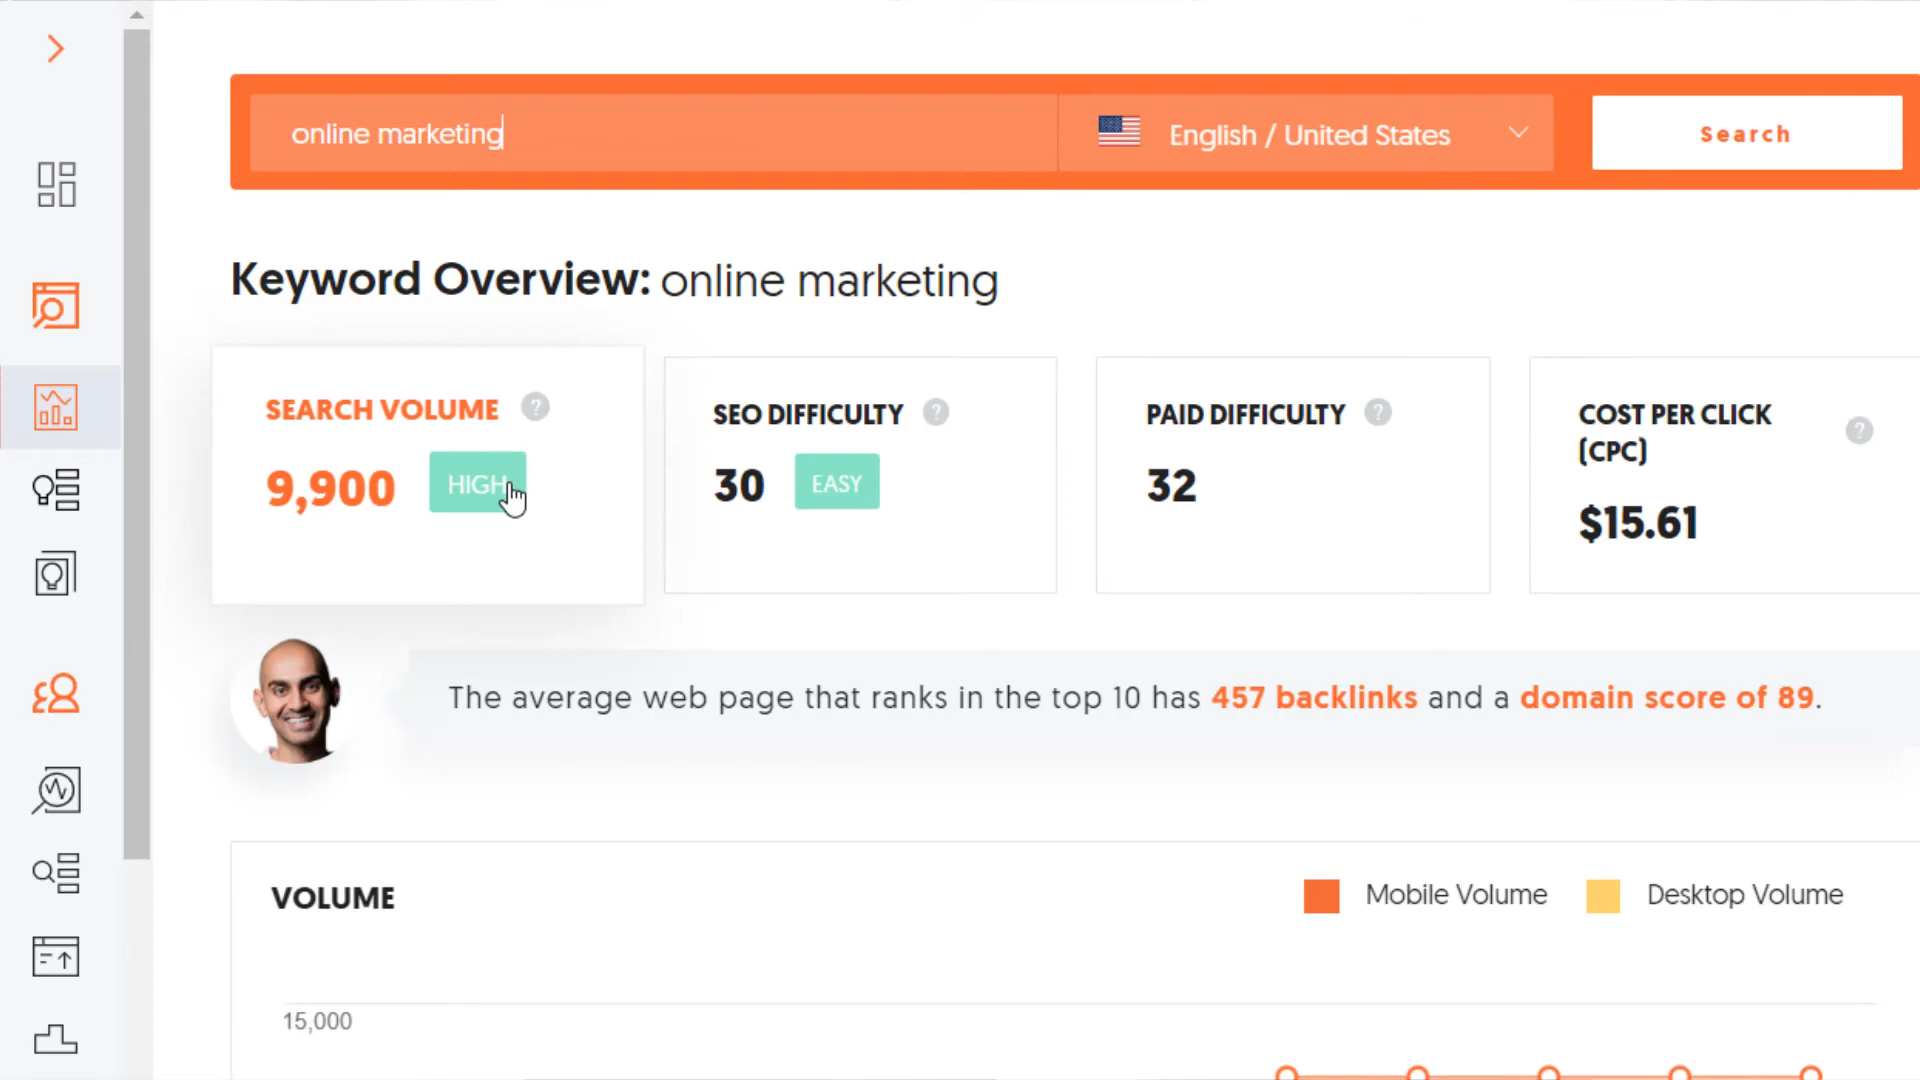 online marketing
English / United States
Search
Keyword Overview: online marketing
SEARCH VOLUME ?
9,900 HIGH
SEO DIFFICULTY ?
30 EASY
PAID DIFFICULTY ?
32
COST PER CLICK
(CPC) ?
$15.61
The average web page that ranks in the top 10 has 457 backlinks and a domain score of 89.
VOLUME
Mobile Volume
Desktop Volume
15,000